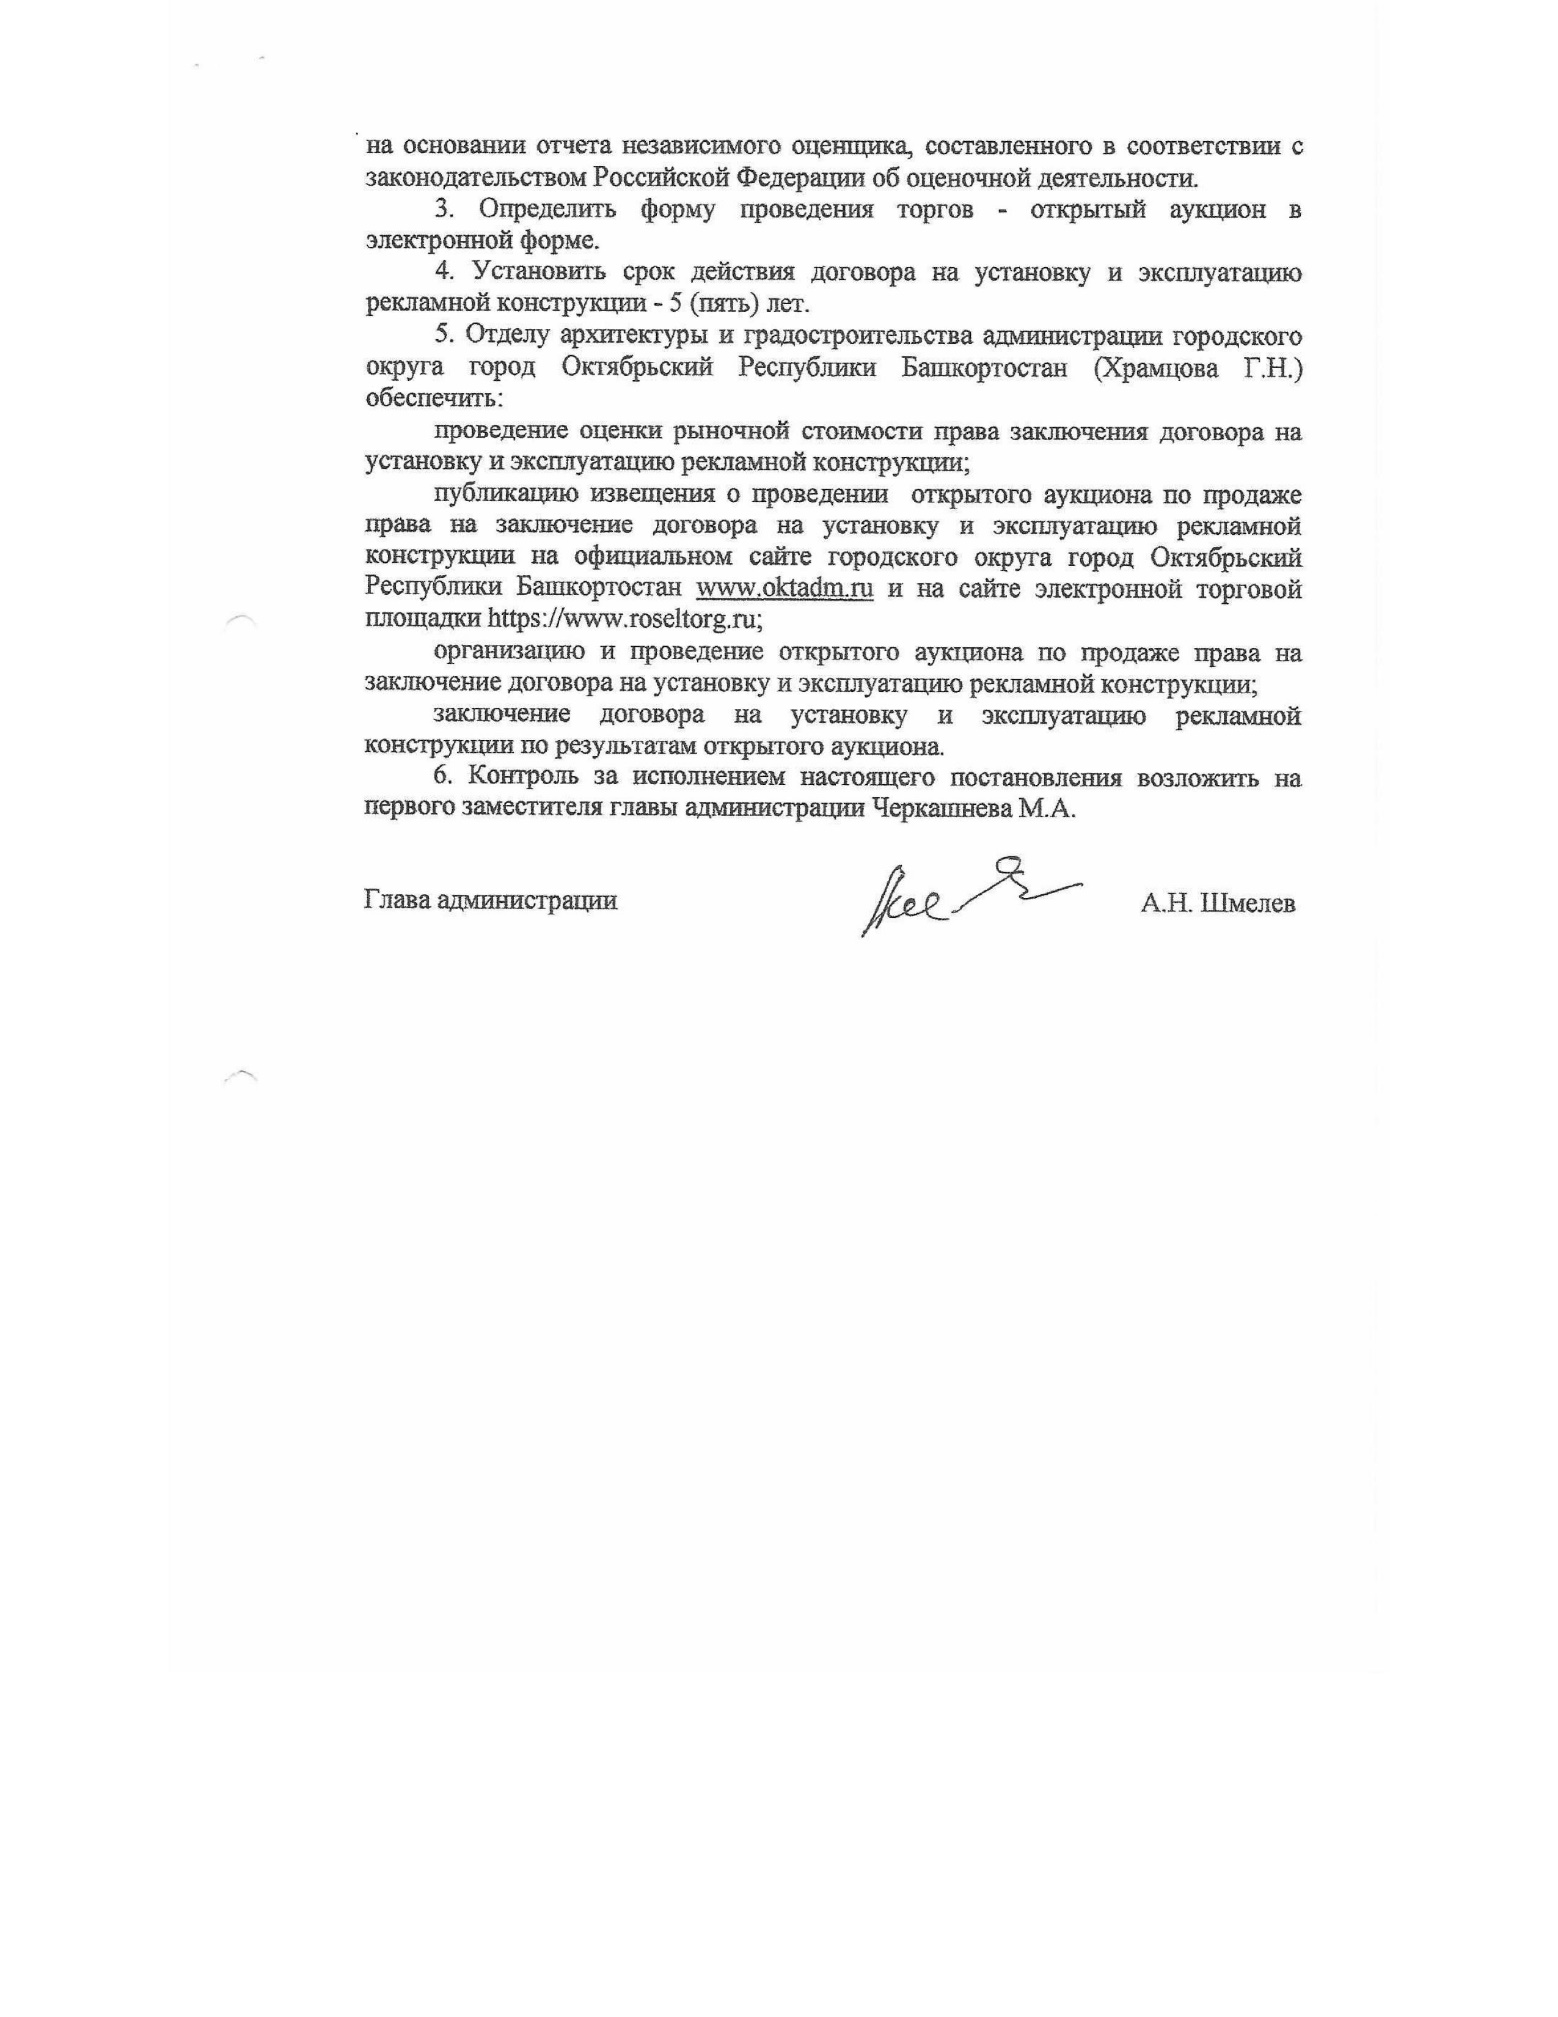 на основании отчета независимого оценщика, составленного в соответствии с
законодательством Российской Федерации об оценочной деятельности.
3. Определить форму проведения торгов - открытый аукцион в
электронной форме.
4. Установить срок действия договора на установку и эксплуатацию
рекламной конструкции - 5 (пять) лет.
5. Отделу архитектуры и градостроительства администрации городского
округа город Октябрьский Республики Башкортостан (Храмцова Г.Н.)
обеспечить:
проведение оценки рыночной стоимости права заключения договора на
установку и эксплуатацию рекламной конструкции;
публикацию извещения о проведении открытого аукциона по продаже
права на заключение договора на установку и эксплуатацию рекламной
конструкции на официальном сайте городского округа город Октябрьский
Республики Башкортостан www.oktadm.ru и на сайте электронной торговой
площадки https://www.roseltorg.ru;
организацию и проведение открытого аукциона по продаже права на
заключение договора на установку и эксплуатацию рекламной конструкции;
заключение договора на установку и эксплуатацию рекламной
конструкции по результатам открытого аукциона.
6. Контроль за исполнением настоящего постановления возложить на
первого заместителя главы администрации Черкашнева М.А.
Глава администрации А.Н. Шмелев